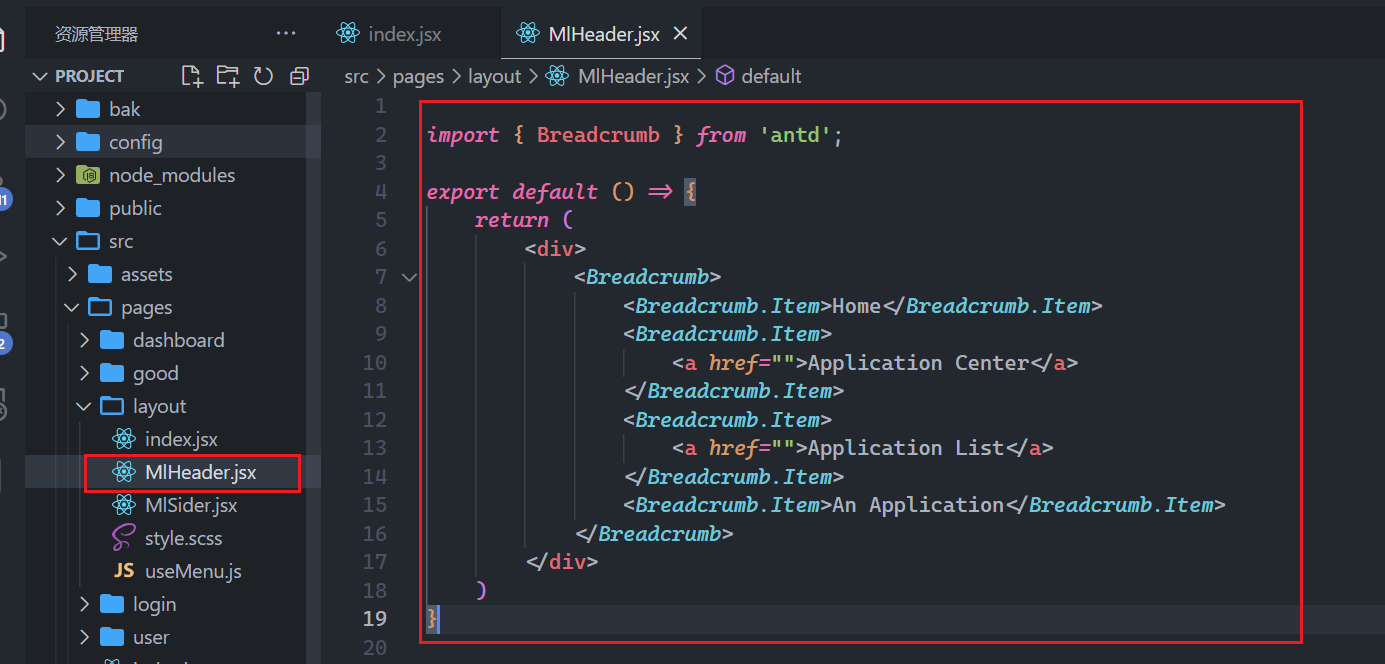 资源管理器 ···
PROJECT
bak
config
node_modules
public
src
assets
pages
dashboard
good
layout
index.jsx
MlHeader.jsx
MlSider.jsx
style.scss
JS useMenu.js
login
user
11
2
index.jsx MlHeader.jsx
src > pages > layout > MlHeader.jsx > default
1
2 import { Breadcrumb } from 'antd';
3
4 export default () => {
5 return (
6 <div>
7 <Breadcrumb>
8 <Breadcrumb.Item>Home</Breadcrumb.Item>
9 <Breadcrumb.Item>
10 <a href="">Application Center</a>
11 </Breadcrumb.Item>
12 <Breadcrumb.Item>
13 <a href="">Application List</a>
14 </Breadcrumb.Item>
15 <Breadcrumb.Item>An Application</Breadcrumb.Item>
16 </Breadcrumb>
17 </div>
18 )
19 }
20